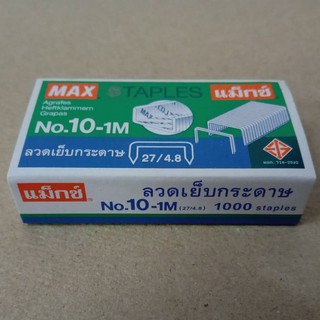 MAX STAPLES แม็กซ์
Agrafes
Heftklammern
Grapas
No.10-1M
MAX
ลวดเย็บกระดาษ 27/4.8
แม็กซ์ ลวดเย็บกระดาษ
No.10-1M (27/4.8) 1000 staples